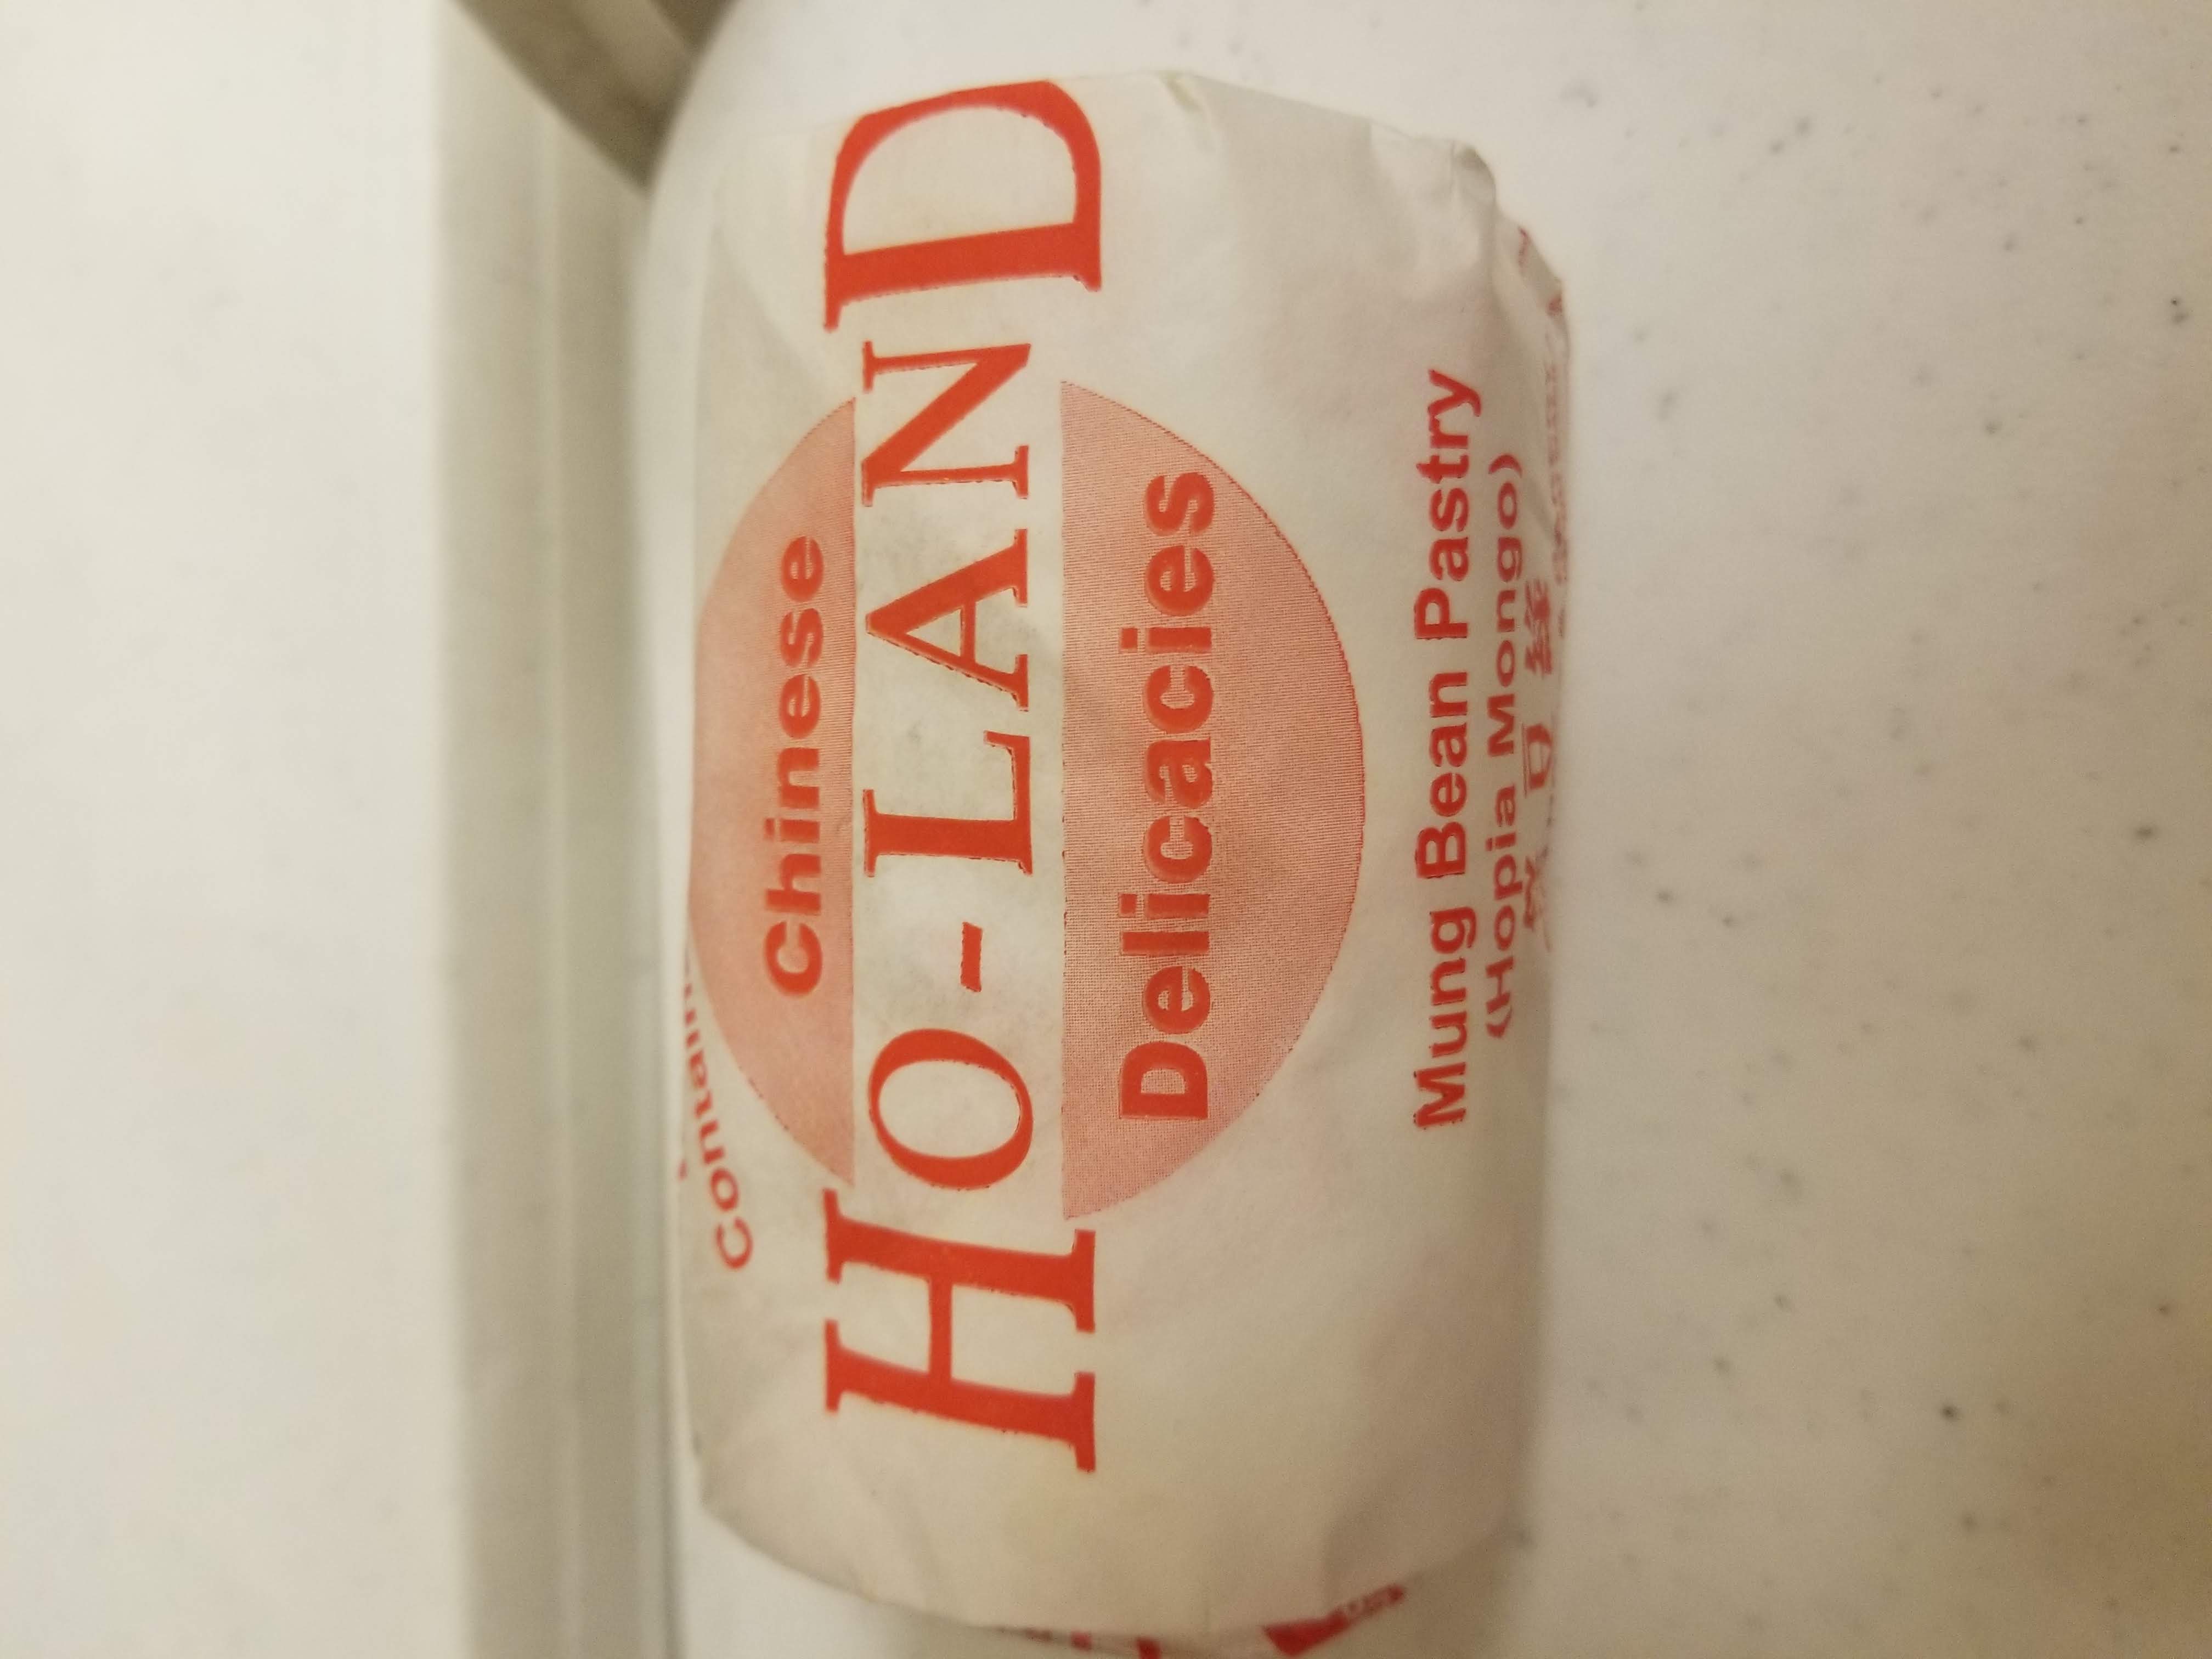 Chinese
HO-LAND
Delicacies
Mung Bean Pastry
(Hopia Mongo)